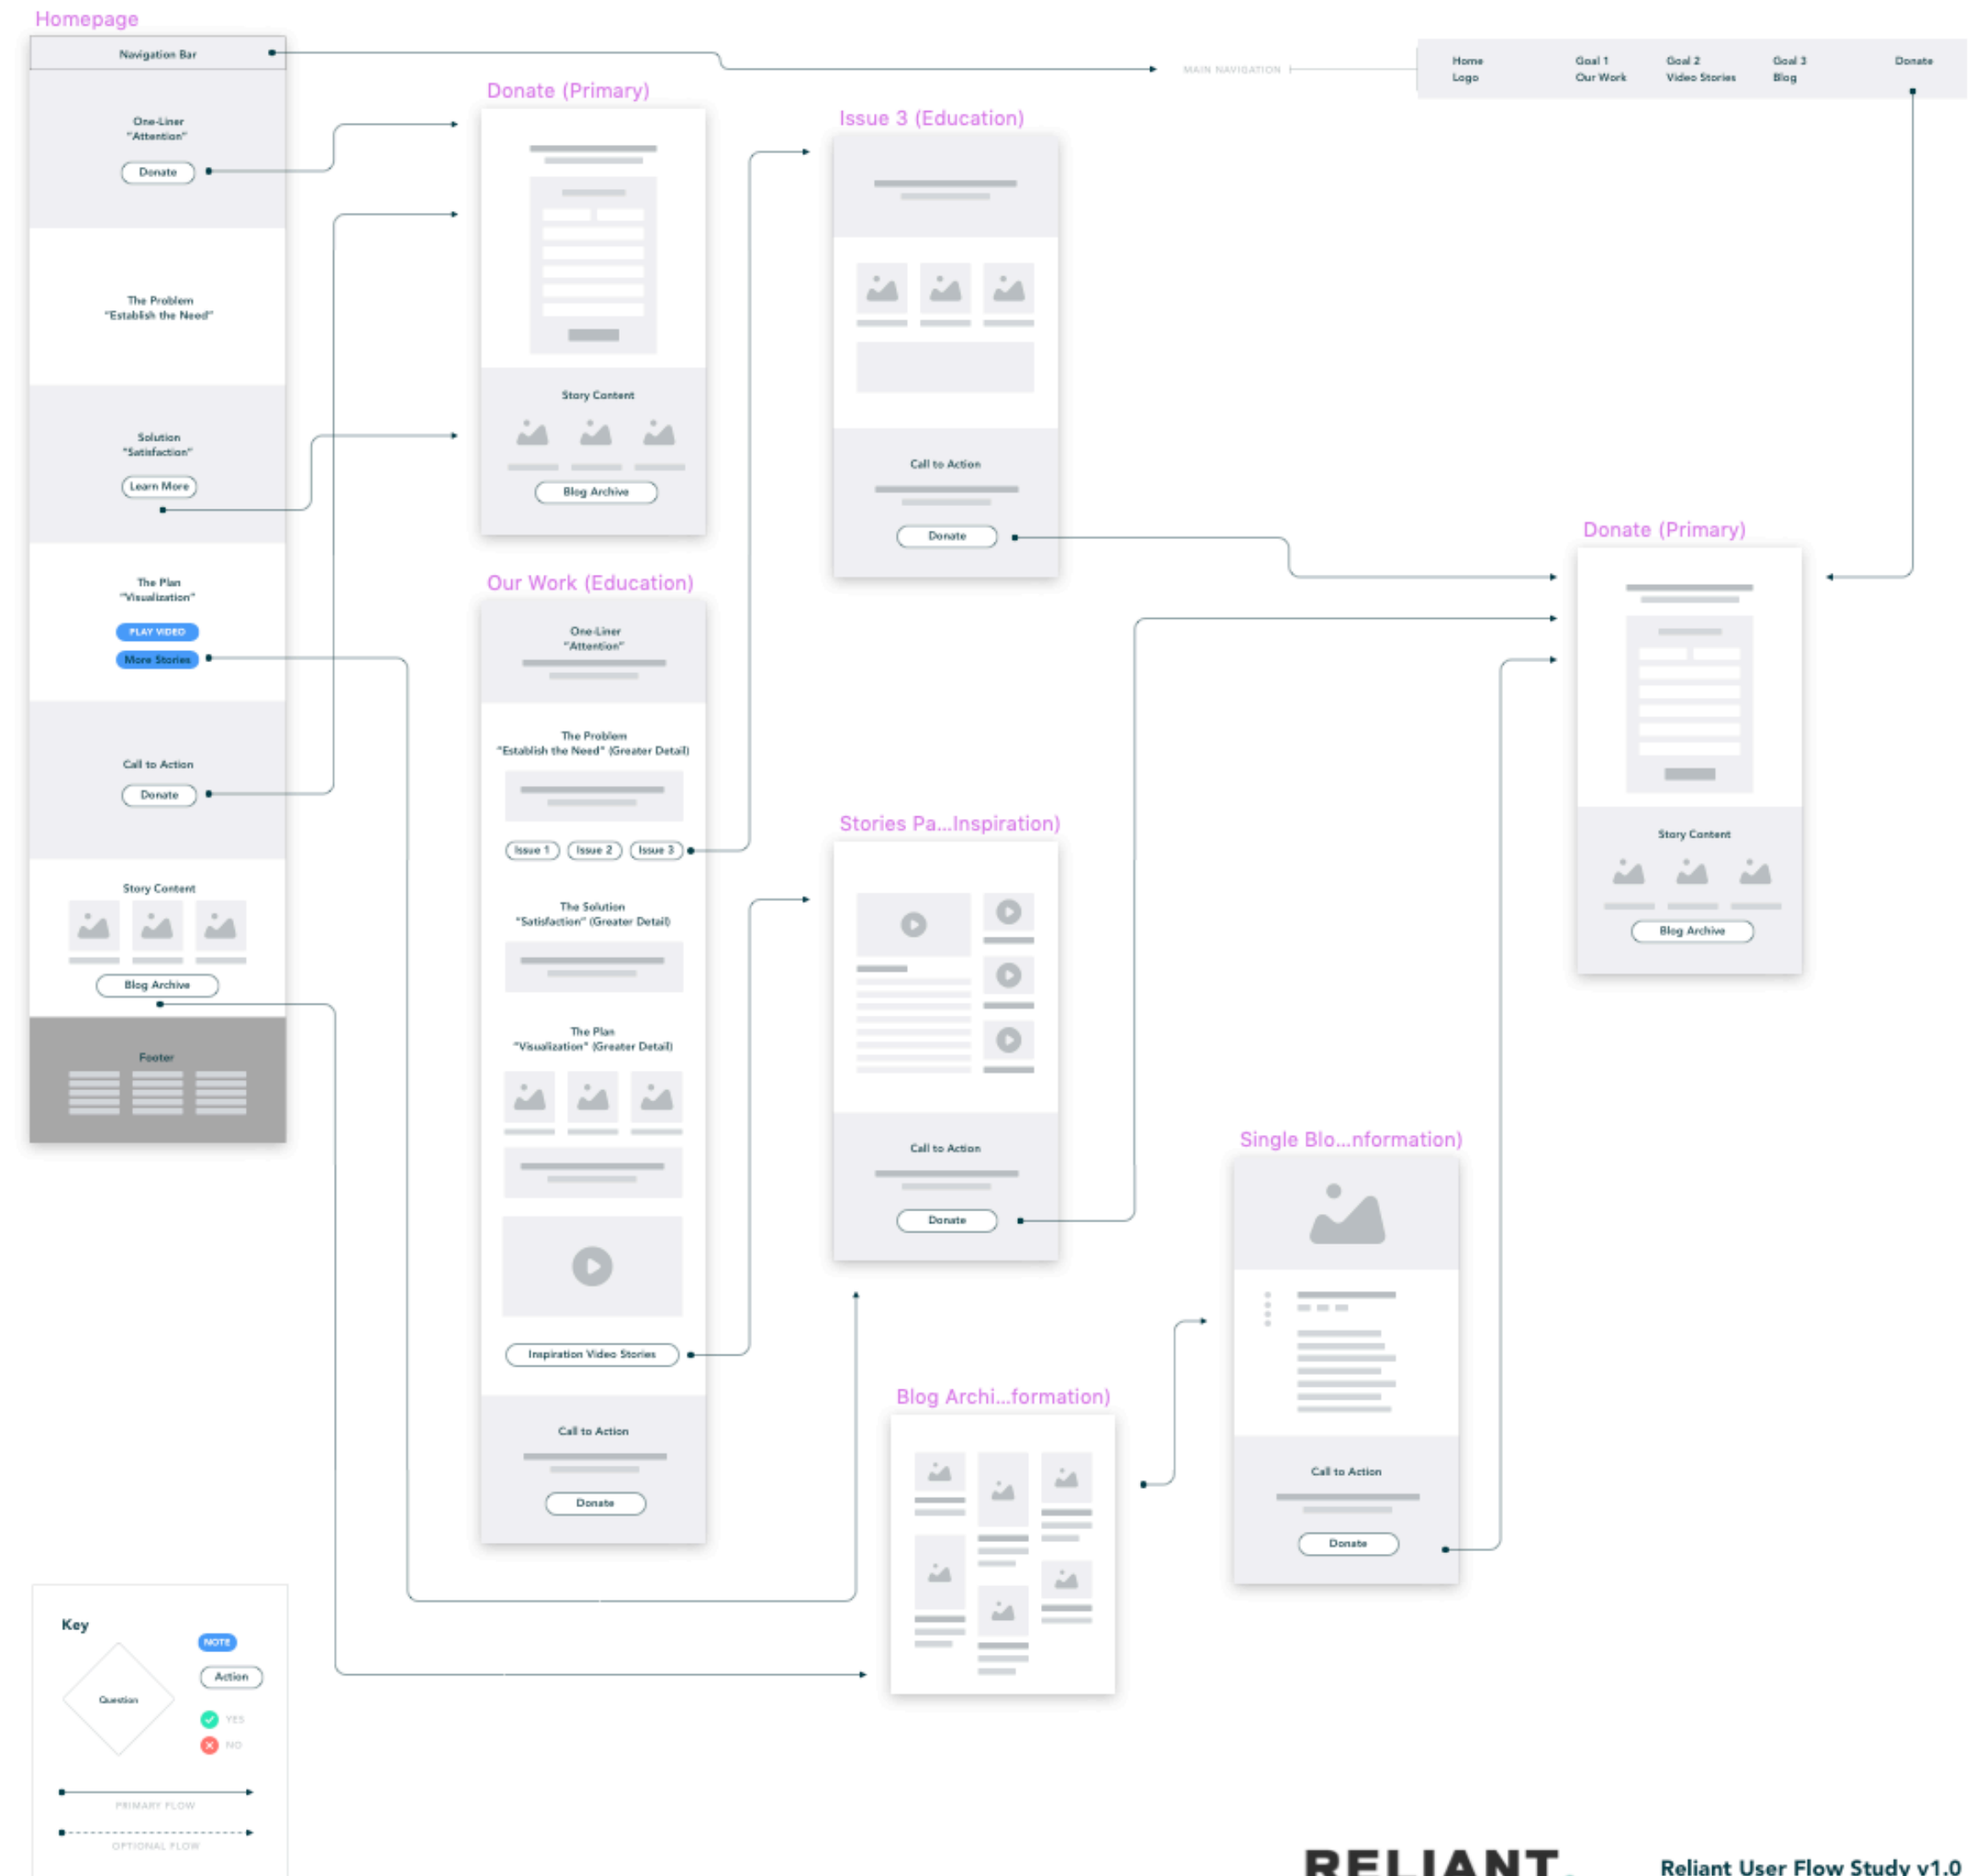 Homepage
Navigation Bar
One-Liner
"Attention"
Donate
The Problem
"Establish the Need"
Solution
"Satisfaction"
Learn More
The Plan
"Visualization"
PLAY VIDEO
More Stories
Call to Action
Donate
Story Content
Blog Archive
Footer
MAIN NAVIGATION
Home
Logo
Goal 1
Our Work
Goal 2
Video Stories
Goal 3
Blog
Donate
Donate (Primary)
Story Content
Blog Archive
Our Work (Education)
One-Liner
"Attention"
The Problem
"Establish the Need" (Greater Detail)
Issue 1
Issue 2
Issue 3
The Solution
"Satisfaction" (Greater Detail)
The Plan
"Visualization" (Greater Detail)
Inspiration Video Stories
Call to Action
Donate
Issue 3 (Education)
Call to Action
Donate
Stories Pa...Inspiration)
Call to Action
Donate
Blog Archi...formation)
Single Blo...nformation)
Call to Action
Donate
Donate (Primary)
Story Content
Blog Archive
Key
Question
NOTE
Action
YES
NO
PRIMARY FLOW
OPTIONAL FLOW
RELIANT.
Reliant User Flow Study v1.0